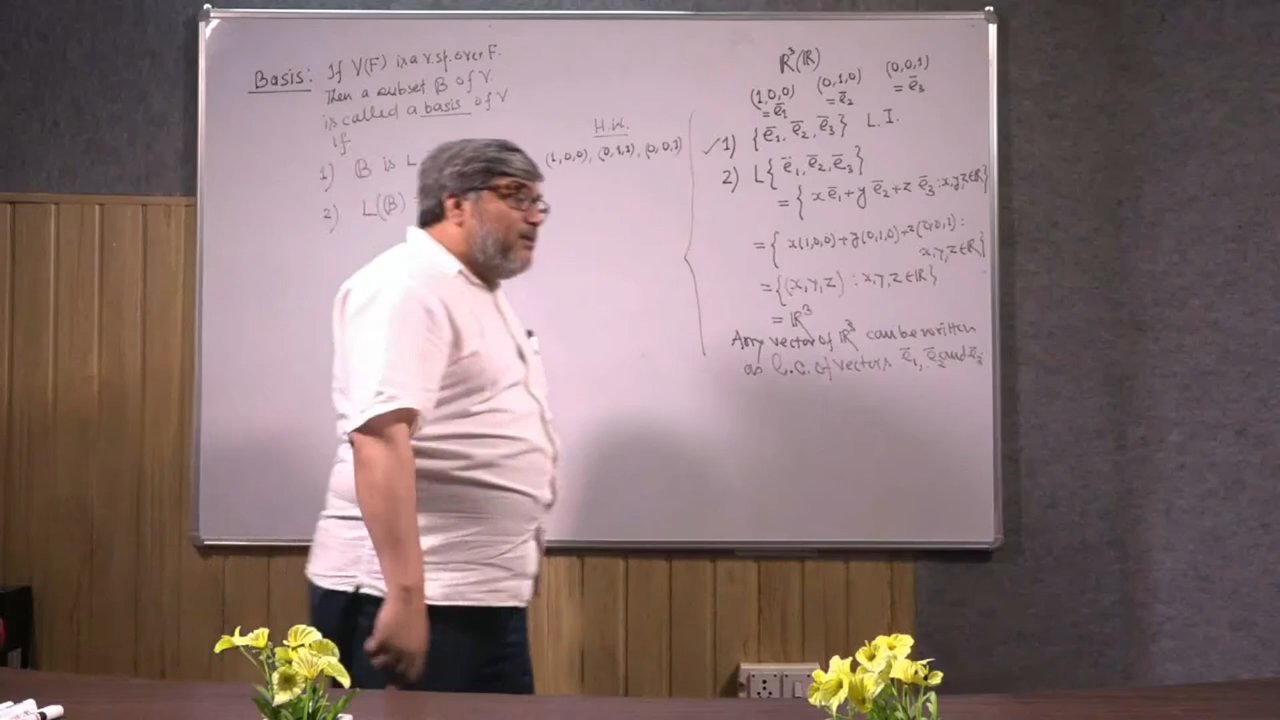 Basis: If V(F) is a v.sp. over F.
Then a subset B of V
is called a basis of V
if
1) B is L
2) L(B)
H.W.
(1,0,0), (0,1,1), (0,0,1)
R³(R)
(1,0,0) (0,1,0) (0,0,1)
= ē₁ = ē₂ = ē₃
✓1) {ē₁, ē₂, ē₃} L.I.
2) L{ē₁, ē₂, ē₃}
= {x ē₁ + y ē₂ + z ē₃ : x,y,z∈R}
= {x(1,0,0)+y(0,1,0)+z(0,0,1) :
x,y,z∈R}
= {(x,y,z) : x,y,z∈R}
= R³
Any vector of R³ can be written
as l.c. of vectors ē₁, ē₂ and ē₃